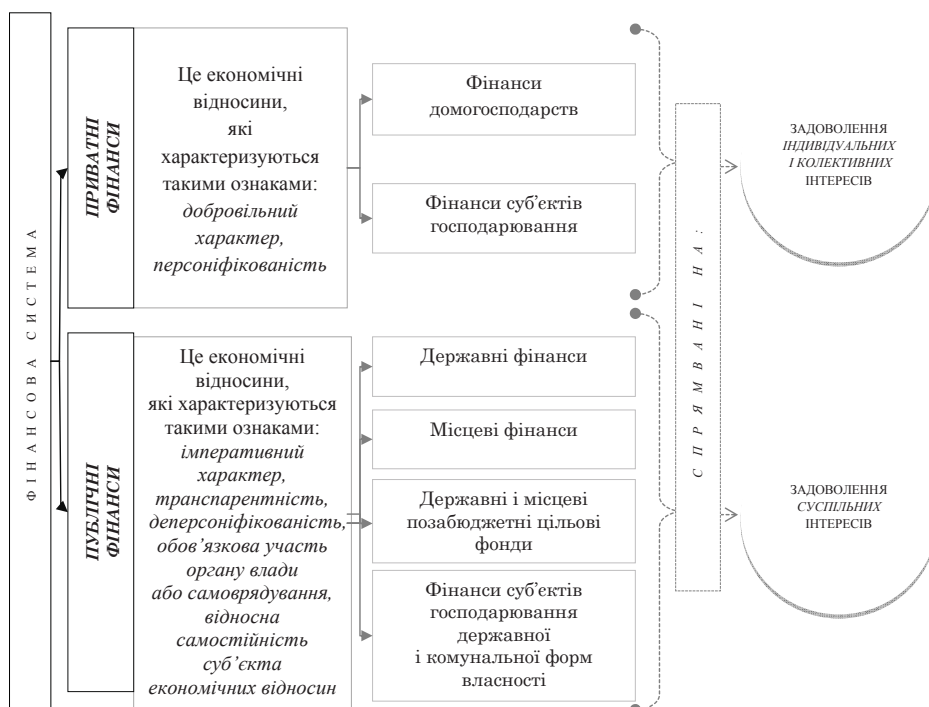 ФІНАНСОВА СИСТЕМА
ПРИВАТНІ
ФІНАНСИ
Це економічні
відносини,
які
характеризуються
такими ознаками:
добровільний
характер,
персоніфікованість
Фінанси
домогосподарств
Фінанси суб’єктів
господарювання
ПУБЛІЧНІ
ФІНАНСИ
Це економічні
відносини,
які характеризуються
такими ознаками:
імперативний
характер,
транспарентність,
деперсоніфікованість,
обов’язкова участь
органу влади
або самоврядування,
відносна
самостійність
суб’єкта
економічних відносин
Державні фінанси
Місцеві фінанси
Державні і місцеві
позабюджетні цільові
фонди
Фінанси суб’єктів
господарювання
державної
і комунальної форм
власності
СПРЯМВАНІ НА:
ЗАДОВОЛЕННЯ
ІНДИВІДУАЛЬНИХ
І КОЛЕКТИВНИХ
ІНТЕРЕСІВ
ЗАДОВОЛЕННЯ
СУСПІЛЬНИХ
ІНТЕРЕСІВ